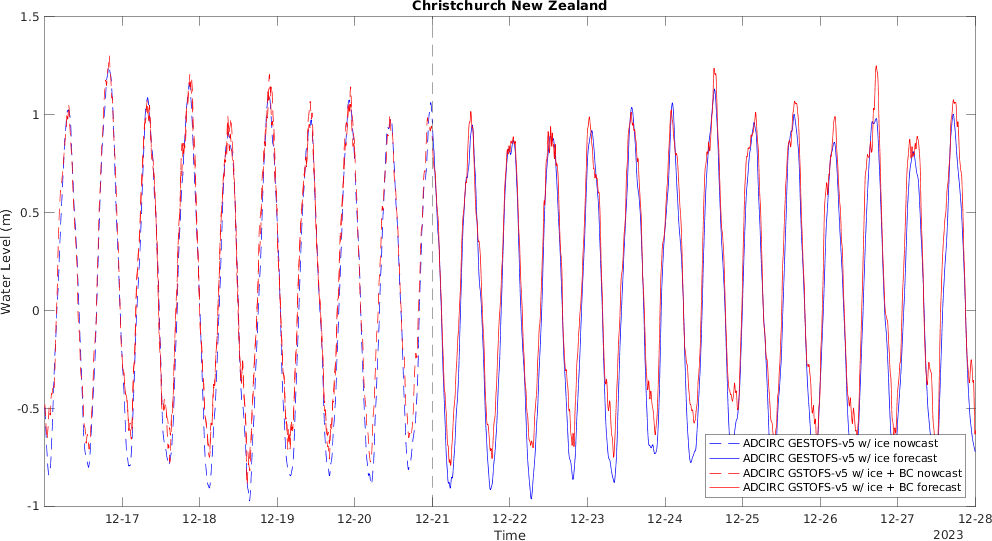 Christchurch New Zealand
1.5
1
0.5
0
-0.5
-1
Water Level (m)
12-17 12-18 12-19 12-20 12-21 12-22 12-23 12-24 12-25 12-26 12-27 12-28
Time
2023
ADCIRC GESTOFS-v5 w/ ice nowcast
ADCIRC GESTOFS-v5 w/ ice forecast
ADCIRC GSTOFS-v5 w/ ice + BC nowcast
ADCIRC GSTOFS-v5 w/ ice + BC forecast